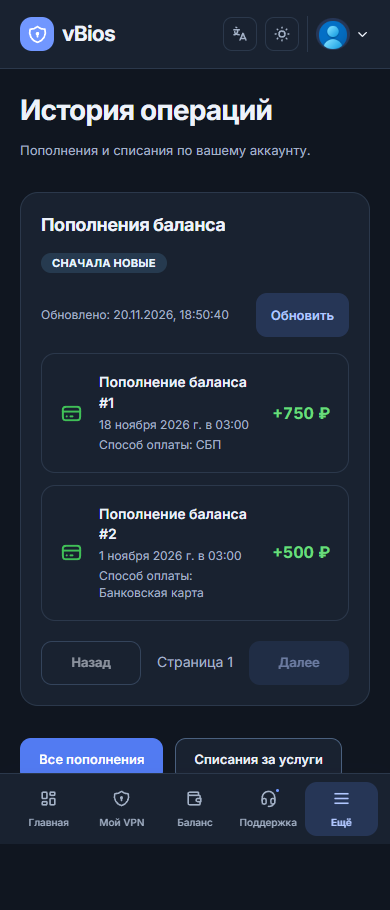 vBios
История операций
Пополнения и списания по вашему аккаунту.
Пополнения баланса
СНАЧАЛА НОВЫЕ
Обновлено: 20.11.2026, 18:50:40
Обновить
Пополнение баланса
#1
18 ноября 2026 г. в 03:00
Способ оплаты: СБП
+750 ₽
Пополнение баланса
#2
1 ноября 2026 г. в 03:00
Способ оплаты:
Банковская карта
+500 ₽
Назад
Страница 1
Далее
Все пополнения
Списания за услуги
Главная
Мой VPN
Баланс
Поддержка
Ещё